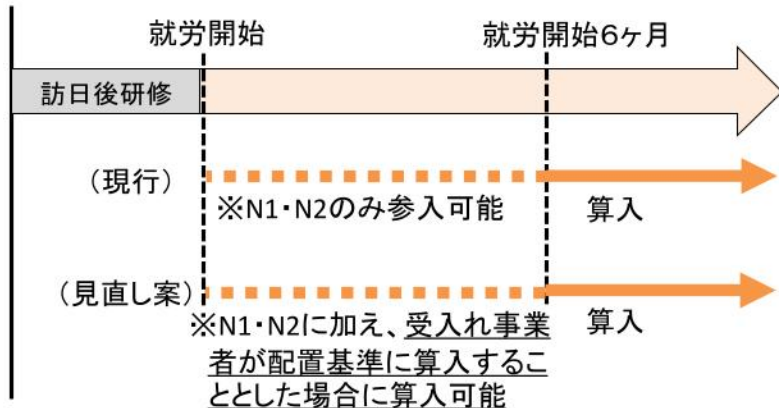 就労開始
就労開始6ヶ月
訪日後研修
(現行)
※N1・N2のみ参入可能
算入
(見直し案)
※N1・N2に加え、受入れ事業
者が配置基準に算入するこ
ととした場合に算入可能
算入